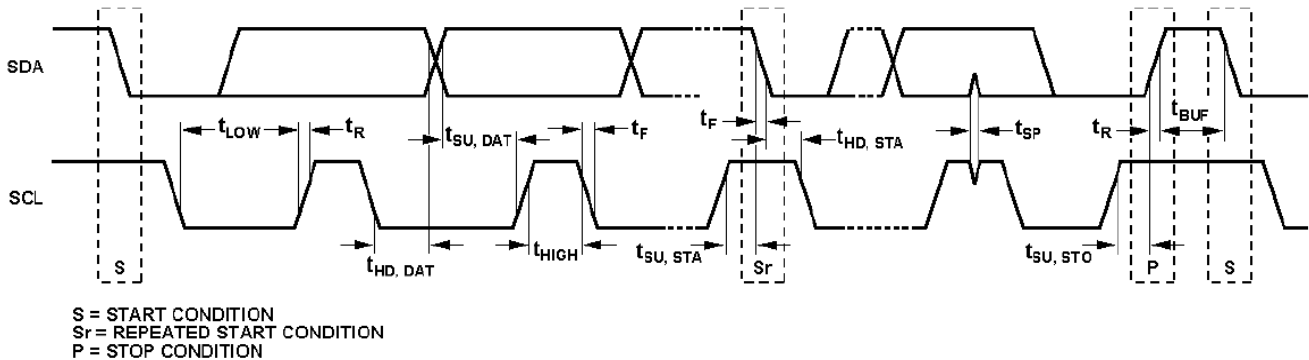 SDA
tLOW
tR
tSU, DAT
tF
tF
tHD, STA
tSP
tR
tBUF
SCL
S
tHD, DAT
tHIGH
tSU, STA
Sr
tSU, STO
P
S
S = START CONDITION
Sr = REPEATED START CONDITION
P = STOP CONDITION